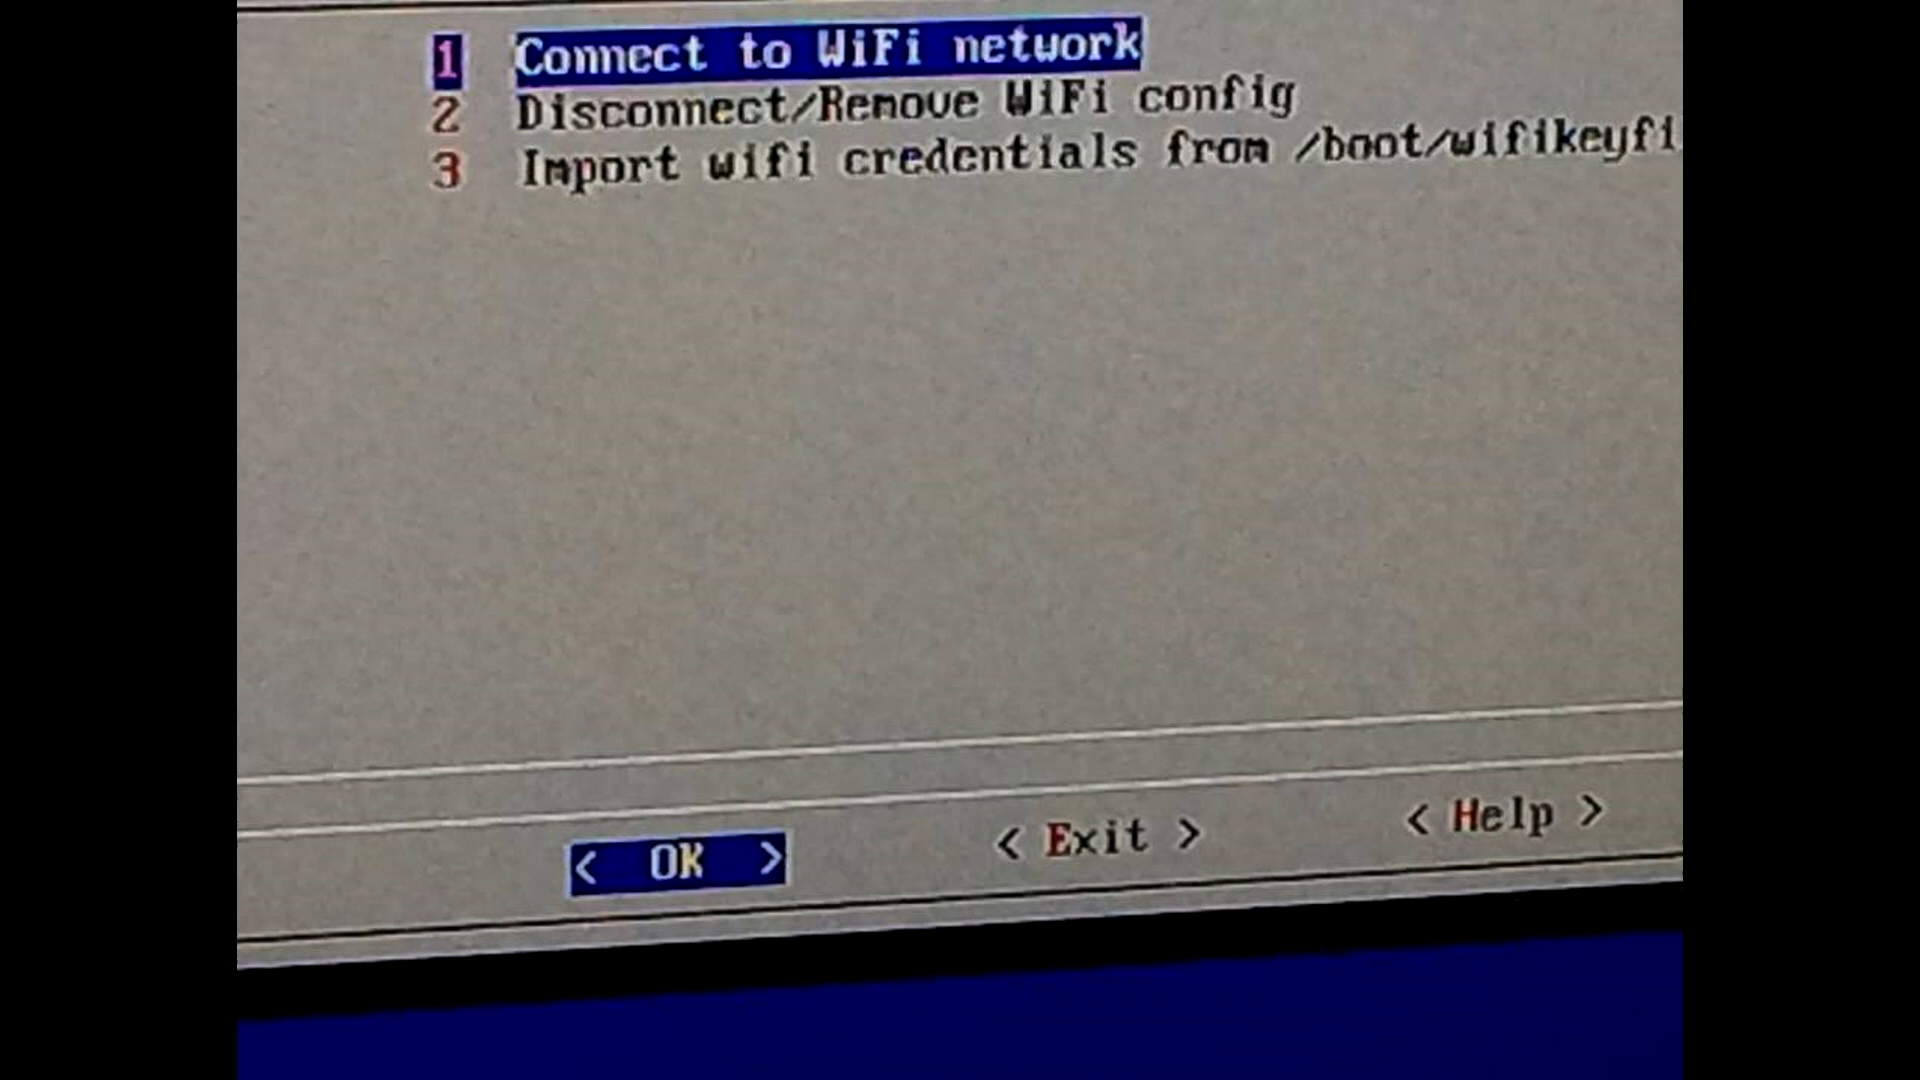 1 Connect to WiFi network
2 Disconnect/Remove WiFi config
3 Import wifi credentials from /boot/wifikeyfi
< OK >
< Exit >
< Help >